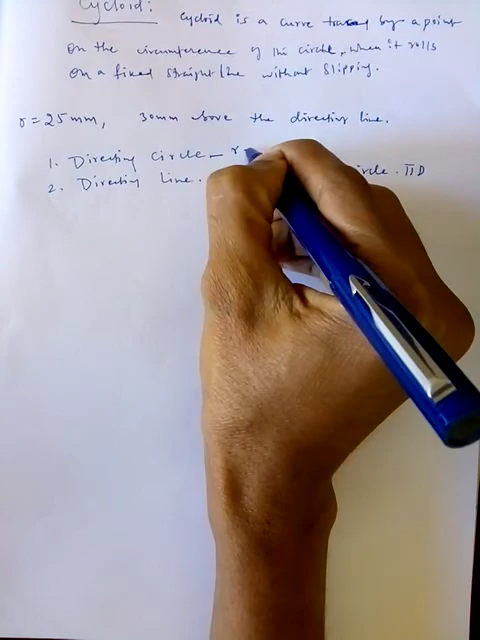 Cycloid:
Cycloid is a curve traced by a point
on the circumference of the circle, when it rolls
on a fixed straight line without slipping.
r = 25 mm, 30mm above the directing line.
1. Directing Circle – r
2. Directing Line. circle. πD